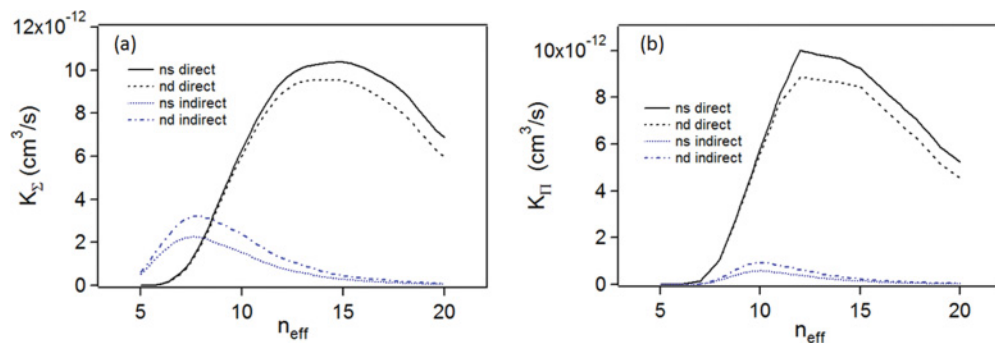 12x10⁻¹²
(a)
ns direct
nd direct
ns indirect
nd indirect
10
8
6
4
2
0
K_Σ (cm³/s)
5 10 15 20
n_eff
10x10⁻¹²
(b)
ns direct
nd direct
ns indirect
nd indirect
8
6
4
2
0
K_Π (cm³/s)
5 10 15 20
n_eff